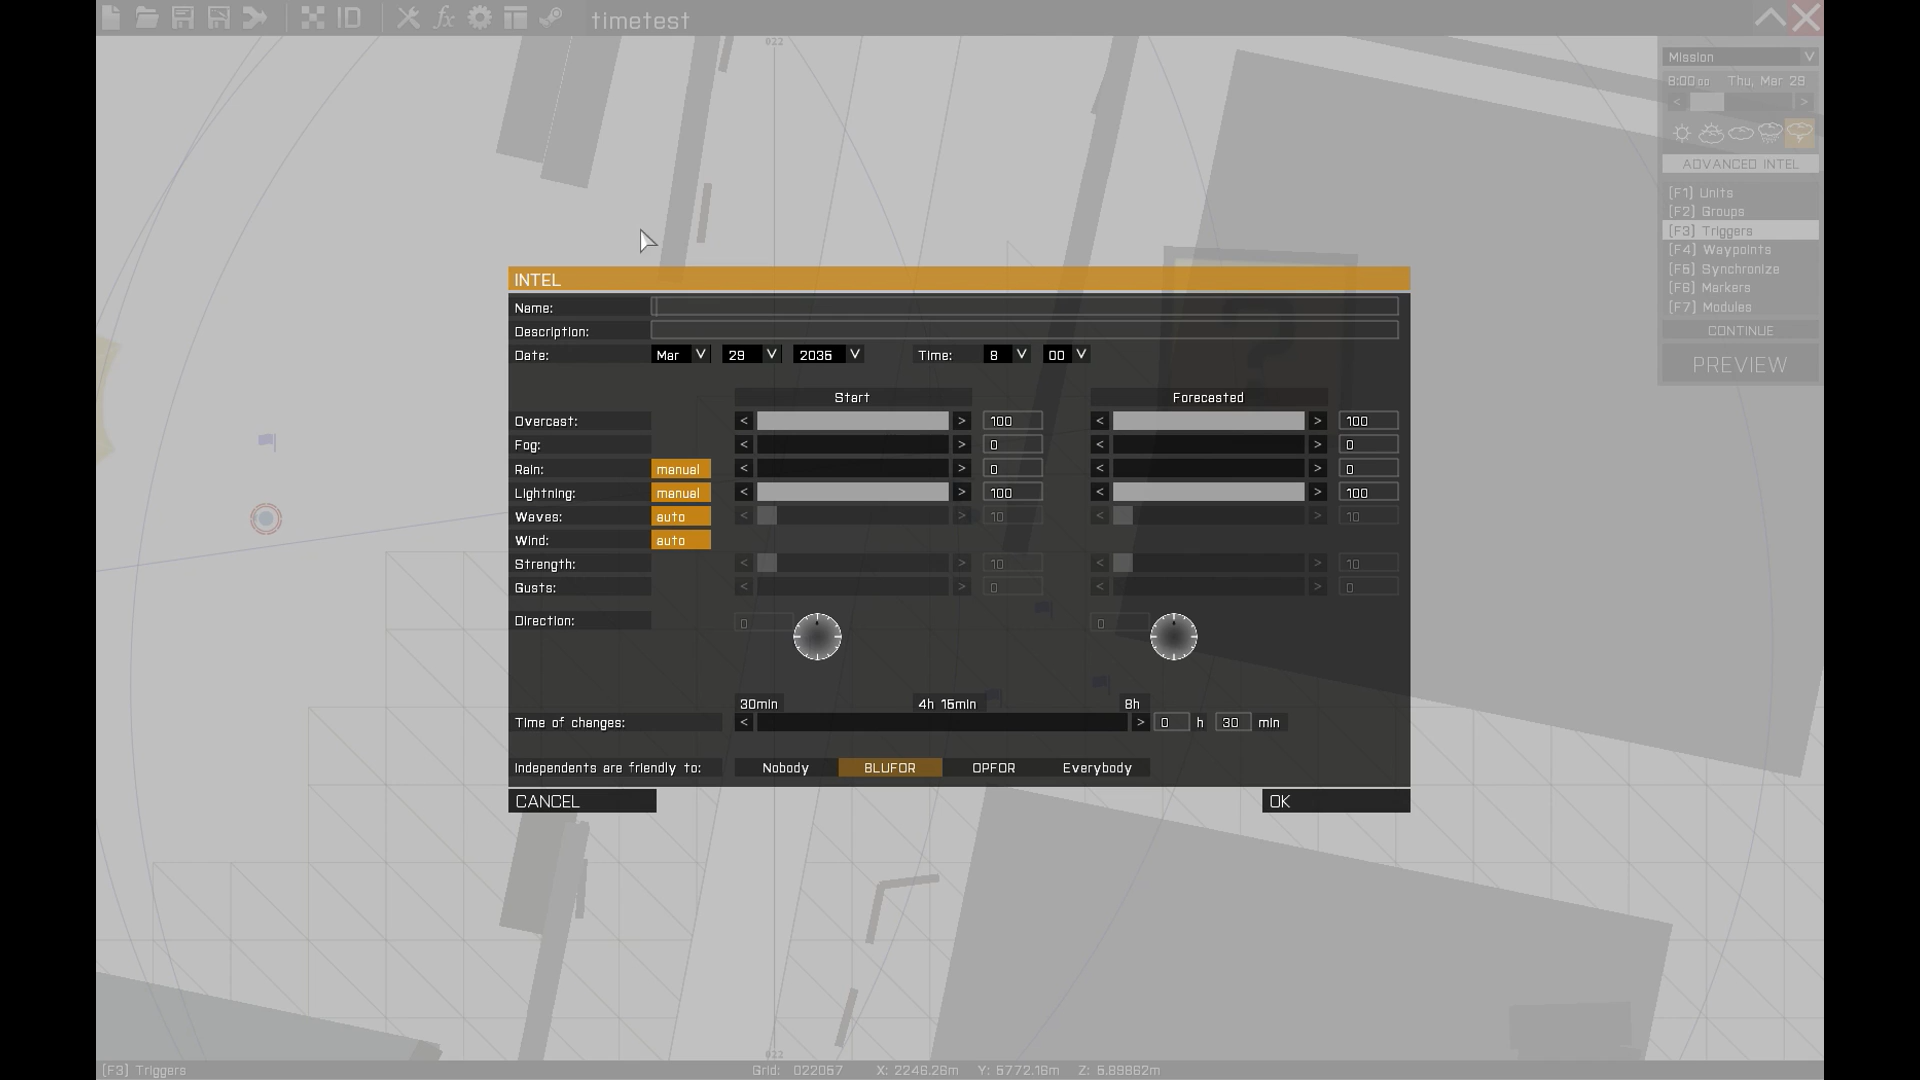 ID fx timetest
022
Mission
8:00 00 Thu, Mar 29
ADVANCED INTEL
(F1) Units
(F2) Groups
(F3) Triggers
(F4) Waypoints
(F5) Synchronize
(F6) Markers
(F7) Modules
CONTINUE
PREVIEW
INTEL
Name:
Description:
Date: Mar 29 2035 Time: 8 00
Start Forecasted
Overcast: 100 100
Fog: 0 0
Rain: manual 0 0
Lightning: manual 100 100
Waves: auto 10 10
Wind: auto
Strength: 10 10
Gusts: 0 0
Direction: 0 0
30min 4h 15min 8h
Time of changes: 0 h 30 min
Independents are friendly to: Nobody BLUFOR OPFOR Everybody
CANCEL OK
022
(F3) Triggers Grid: 022057 X: 2246.26m Y: 5772.16m Z: 5.89862m